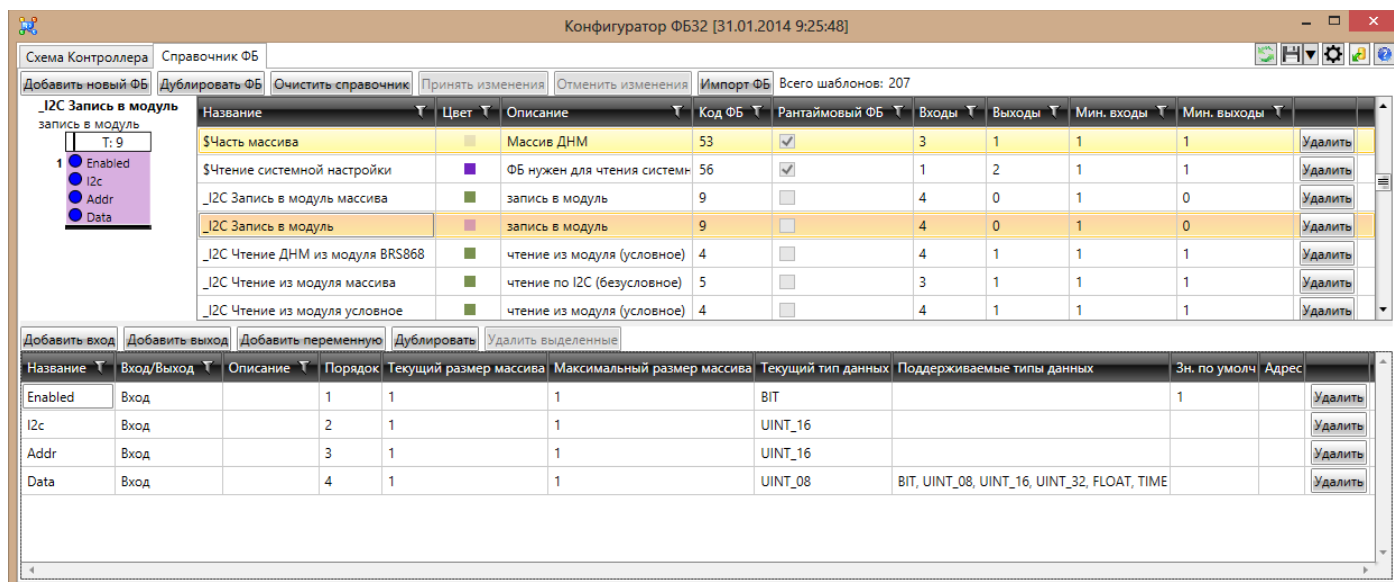 Конфигуратор ФБ32 [31.01.2014 9:25:48]
Схема Контроллера Справочник ФБ
Добавить новый ФБ Дублировать ФБ Очистить справочник Принять изменения Отменить изменения Импорт ФБ Всего шаблонов: 207
_I2C Запись в модуль
запись в модуль
T: 9
1 Enabled
I2c
Addr
Data
Название Цвет Описание Код ФБ Рантаймовый ФБ Входы Выходы Мин. входы Мин. выходы
$Часть массива Массив ДНМ 53 3 1 1 1 Удалить
$Чтение системной настройки ФБ нужен для чтения системн 56 1 2 1 1 Удалить
_I2C Запись в модуль массива запись в модуль 9 4 0 1 0 Удалить
_I2C Запись в модуль запись в модуль 9 4 0 1 0 Удалить
_I2C Чтение ДНМ из модуля BRS868 чтение из модуля (условное) 4 4 1 1 1 Удалить
_I2C Чтение из модуля массива чтение по I2C (безусловное) 5 3 1 1 1 Удалить
_I2C Чтение из модуля условное чтение из модуля (условное) 4 4 1 1 1 Удалить
Добавить вход Добавить выход Добавить переменную Дублировать Удалить выделенные
Название Вход/Выход Описание Порядок Текущий размер массива Максимальный размер массива Текущий тип данных Поддерживаемые типы данных Зн. по умолч Адрес
Enabled Вход 1 1 1 BIT 1 Удалить
I2c Вход 2 1 1 UINT_16 Удалить
Addr Вход 3 1 1 UINT_16 Удалить
Data Вход 4 1 1 UINT_08 BIT, UINT_08, UINT_16, UINT_32, FLOAT, TIME Удалить